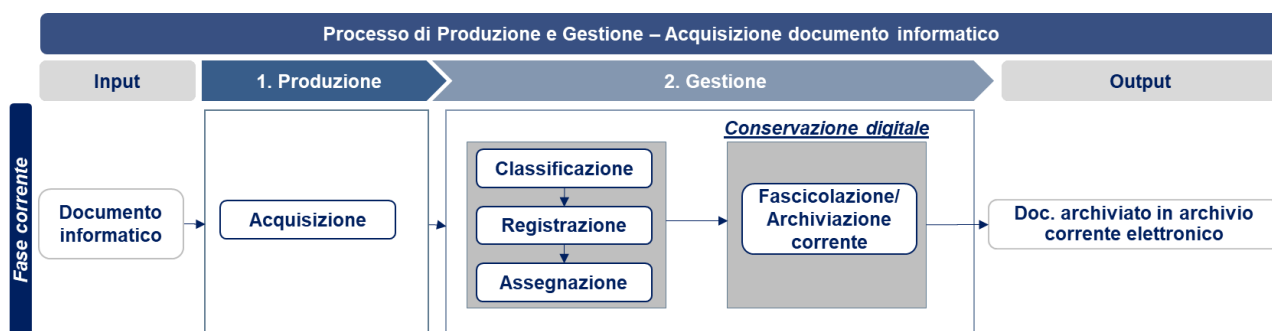 Processo di Produzione e Gestione – Acquisizione documento informatico
Input
1. Produzione
2. Gestione
Output
Fase corrente
Documento
informatico
Acquisizione
Classificazione
Registrazione
Assegnazione
Conservazione digitale
Fascicolazione/
Archiviazione
corrente
Doc. archiviato in archivio
corrente elettronico